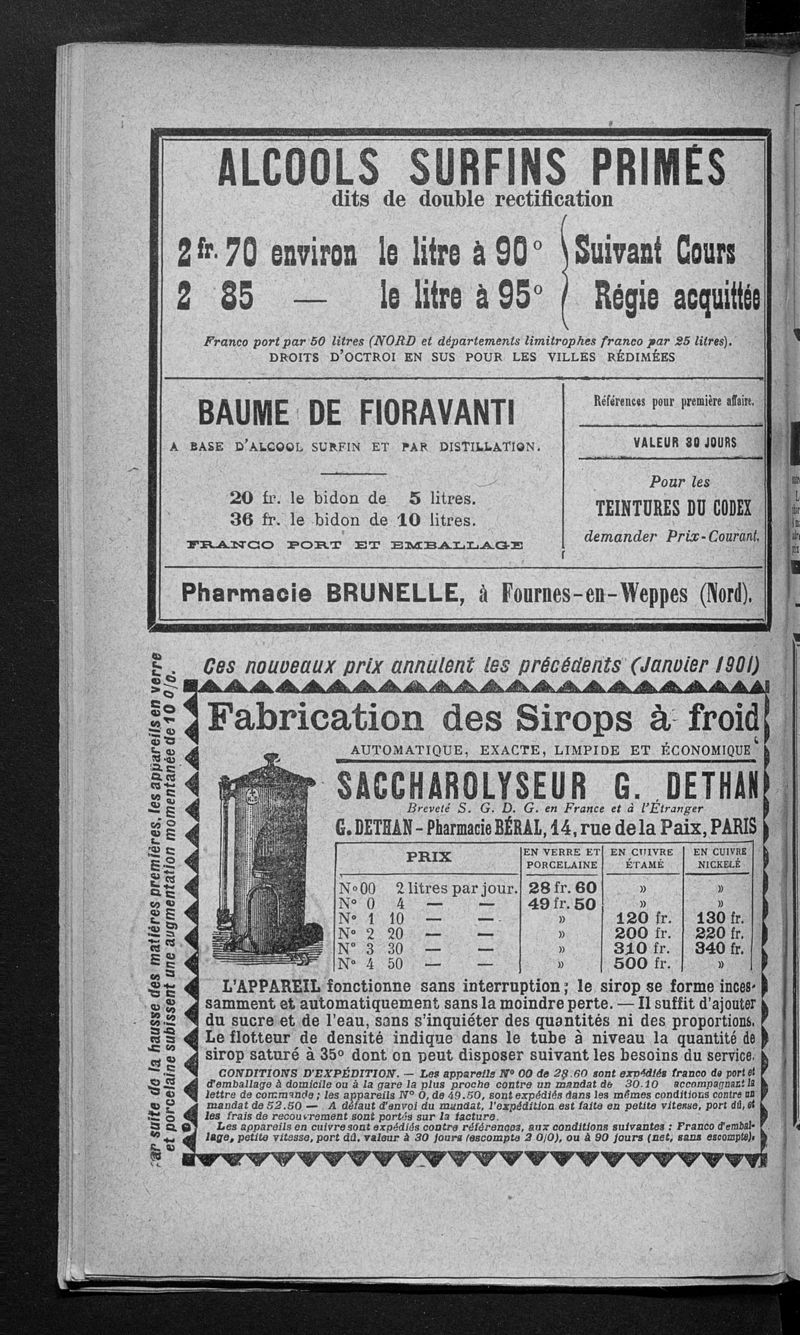 ALCOOLS SURFINS PRIMÉS
dits de double rectification
2 fr. 70 environ le litre à 90° Suivant Cours
2 85 — le litre à 95° Régie acquittée
Franco port par 50 litres (NORD et départements limitrophes franco par 25 litres).
DROITS D'OCTROI EN SUS POUR LES VILLES RÉDIMÉES
BAUME DE FIORAVANTI
A BASE D'ALCOOL SURFIN ET PAR DISTILLATION.
20 fr. le bidon de 5 litres.
36 fr. le bidon de 10 litres.
FRANCO PORT ET EMBALLAGE
Références pour première affaire.
VALEUR 30 JOURS
Pour les
TEINTURES DU CODEX
demander Prix-Courant.
Pharmacie BRUNELLE, à Fournes-en-Weppes (Nord).
Ces nouveaux prix annulent les précédents (Janvier 1901)
ar suite de la hausse des matières premières, les appareils en verre
et porcelaine subissent une augmentation momentanée de 10 0/0.
Fabrication des Sirops à froid
AUTOMATIQUE, EXACTE, LIMPIDE ET ÉCONOMIQUE
SACCHAROLYSEUR G. DETHAN
Breveté S. G. D. G. en France et à l'Étranger
G. DETHAN - Pharmacie BÉRAL, 14, rue de la Paix, PARIS
PRIX EN VERRE ET PORCELAINE EN CUIVRE ÉTAMÉ EN CUIVRE NICKELÉ
N° 00 2 litres par jour. 28 fr. 60 » »
N° 0 4 — — 49 fr. 50 » »
N° 1 10 — — » 120 fr. 130 fr.
N° 2 20 — — » 200 fr. 220 fr.
N° 3 30 — — » 310 fr. 340 fr.
N° 4 50 — — » 500 fr. »
L'APPAREIL fonctionne sans interruption; le sirop se forme inces-
samment et automatiquement sans la moindre perte. — Il suffit d'ajouter
du sucre et de l'eau, sans s'inquiéter des quantités ni des proportions.
Le flotteur de densité indique dans le tube à niveau la quantité de
sirop saturé à 35° dont on peut disposer suivant les besoins du service.
CONDITIONS D'EXPÉDITION. — Les appareils N° 00 de 28.60 sont expédiés franco de port et
d'emballage à domicile ou à la gare la plus proche contre un mandat de 30.10 accompagnant la
lettre de commande; les appareils N° 0, de 49.50, sont expédiés dans les mêmes conditions contre un
mandat de 52.50 — A défaut d'envoi du mandat, l'expédition est faite en petite vitesse, port dû, et
les frais de recouvrement sont portés sur la facture.
Les appareils en cuivre sont expédiés contre références, aux conditions suivantes : Franco d'embal-
lage, petite vitesse, port dû, valeur à 30 jours (escompte 2 0/0), ou à 90 jours (net, sans escompte).